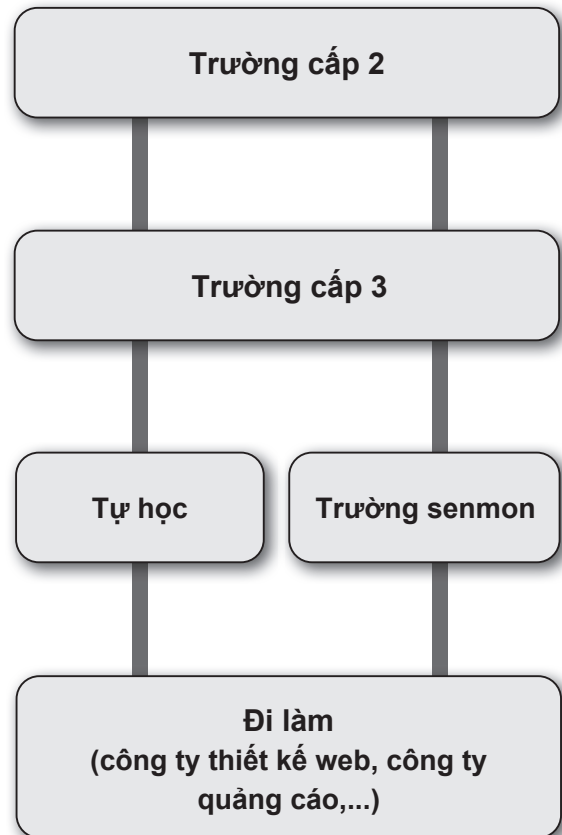 Trường cấp 2
Trường cấp 3
Tự học
Trường senmon
Đi làm
(công ty thiết kế web, công ty
quảng cáo,...)